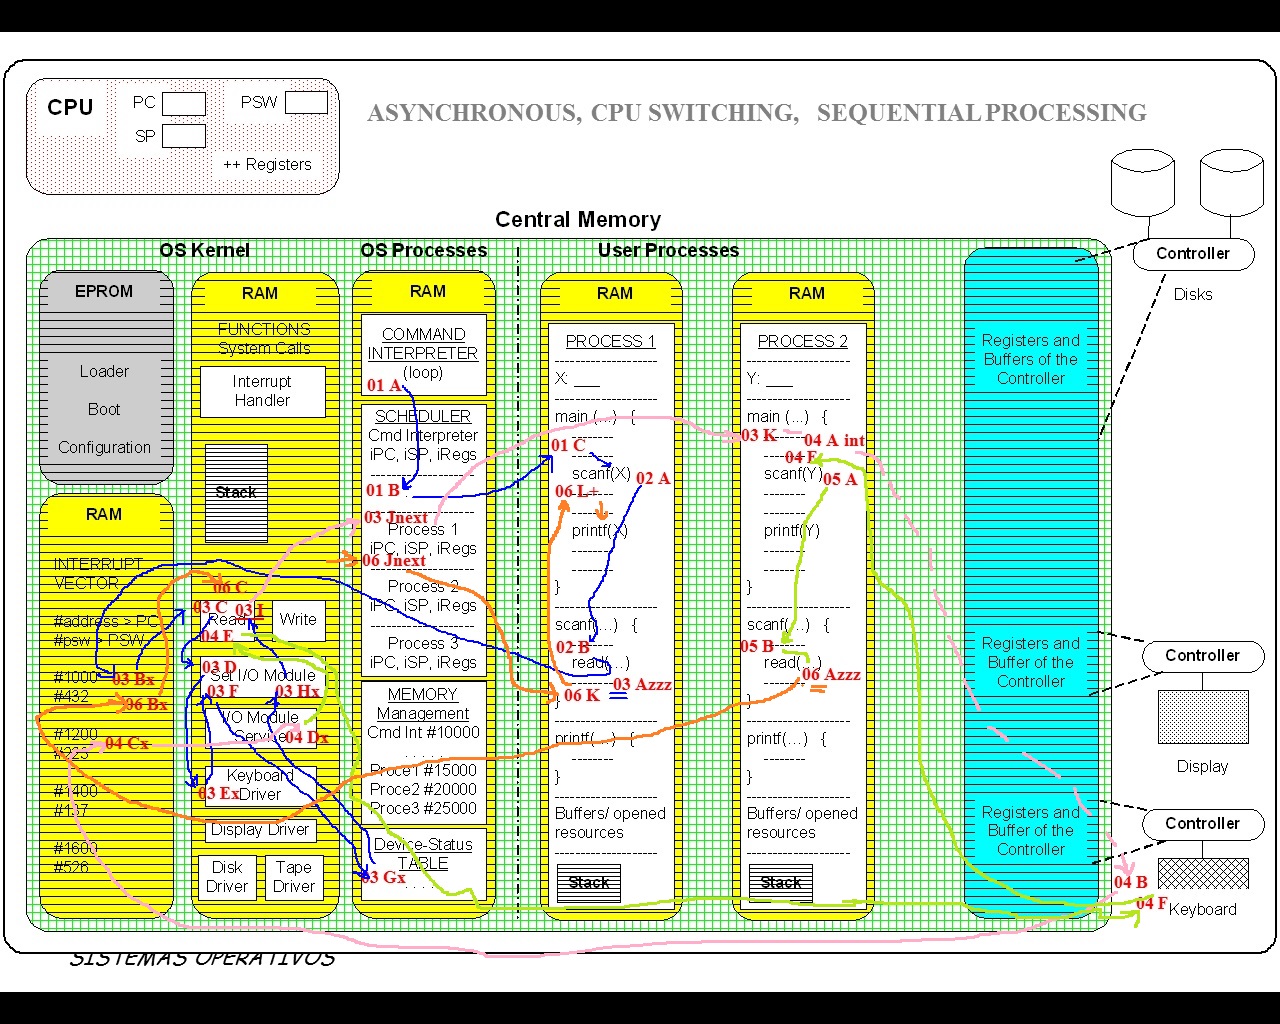 CPU
PC
PSW
SP
++ Registers
ASYNCHRONOUS, CPU SWITCHING, SEQUENTIAL PROCESSING
Central Memory
OS Kernel
OS Processes
User Processes
EPROM
Loader
Boot
Configuration
RAM
INTERRUPT
VECTOR
#address > PC
#psw > PSW
#1000
#432
#1200
#223
#1400
#187
#1600
#526
RAM
FUNCTIONS
System Calls
Interrupt
Handler
Stack
06 C
03 C
03 I
Read
Write
04 E
03 D
Set I/O Module
03 F
03 Hx
I/O Module
Service
04 Dx
03 Bx
06 Bx
04 Cx
Keyboard
Driver
03 Ex
Display Driver
Disk
Driver
Tape
Driver
RAM
COMMAND
INTERPRETER
(loop)
01 A
SCHEDULER
Cmd Interpreter
iPC, iSP, iRegs
01 B
03 Jnext
Process 1
iPC, iSP, iRegs
06 Jnext
Process 2
iPC, iSP, iRegs
Process 3
iPC, iSP, iRegs
MEMORY
Management
Cmd Int #10000
. . . . .
Proce1 #15000
Proce2 #20000
Proce3 #25000
Device-Status
TABLE
03 Gx
. . . .
RAM
PROCESS 1
X: ___
main (...) {
01 C
scanf(X)
02 A
06 L+
printf(X)
}
scanf(...) {
02 B
read(...)
03 Azzz
06 K
}
printf(...) {
}
Buffers/ opened
resources
Stack
RAM
PROCESS 2
Y: ___
main (...) {
03 K
04 A int
scanf(Y)
05 A
printf(Y)
}
scanf(...) {
05 B
read(...)
06 Azzz
}
printf(...) {
}
Buffers/ opened
resources
Stack
Registers and
Buffers of the
Controller
Registers and
Buffer of the
Controller
Registers and
Buffer of the
Controller
Controller
Disks
Controller
Display
Controller
04 B
04 F
Keyboard
SISTEMAS OPERATIVOS